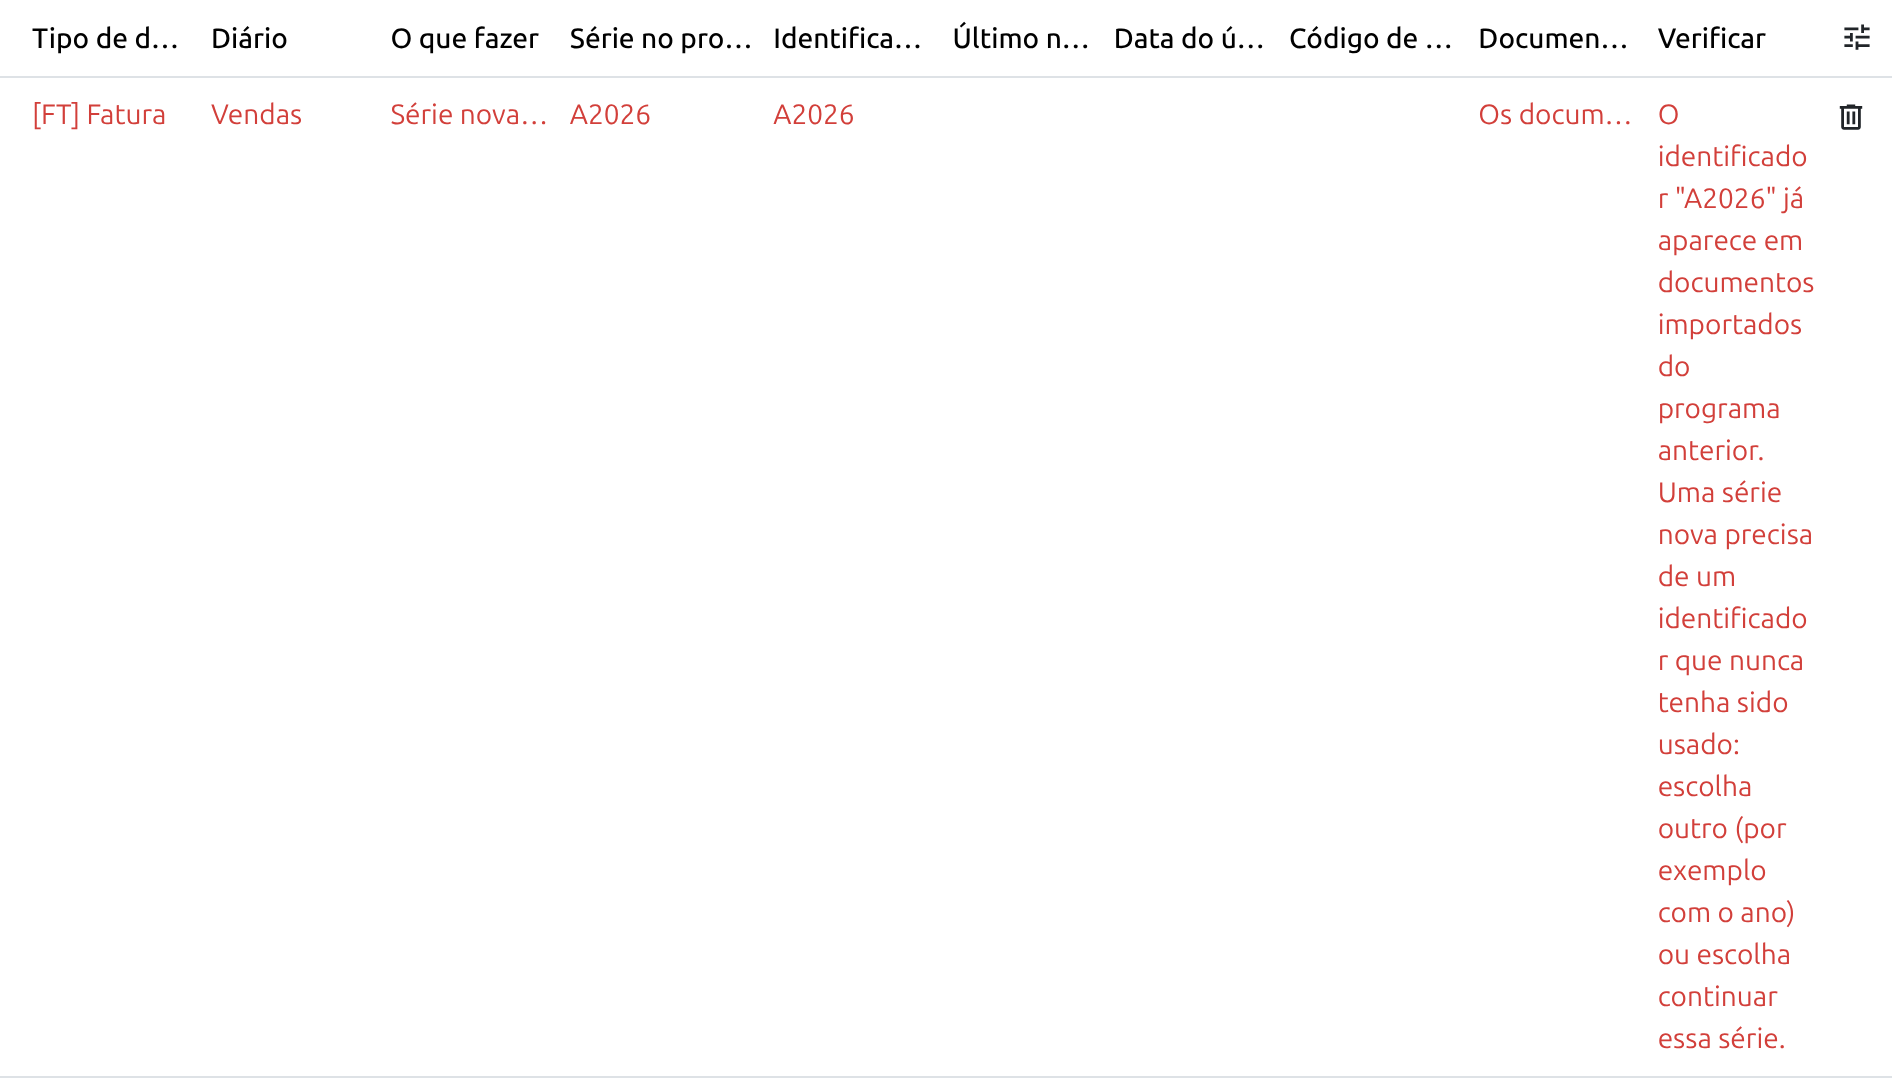 Tipo de d… Diário O que fazer Série no pro… Identifica… Último n… Data do ú… Código de … Documen… Verificar
[FT] Fatura Vendas Série nova… A2026 A2026 Os docum… O
identificado
r "A2026" já
aparece em
documentos
importados
do
programa
anterior.
Uma série
nova precisa
de um
identificado
r que nunca
tenha sido
usado:
escolha
outro (por
exemplo
com o ano)
ou escolha
continuar
essa série.